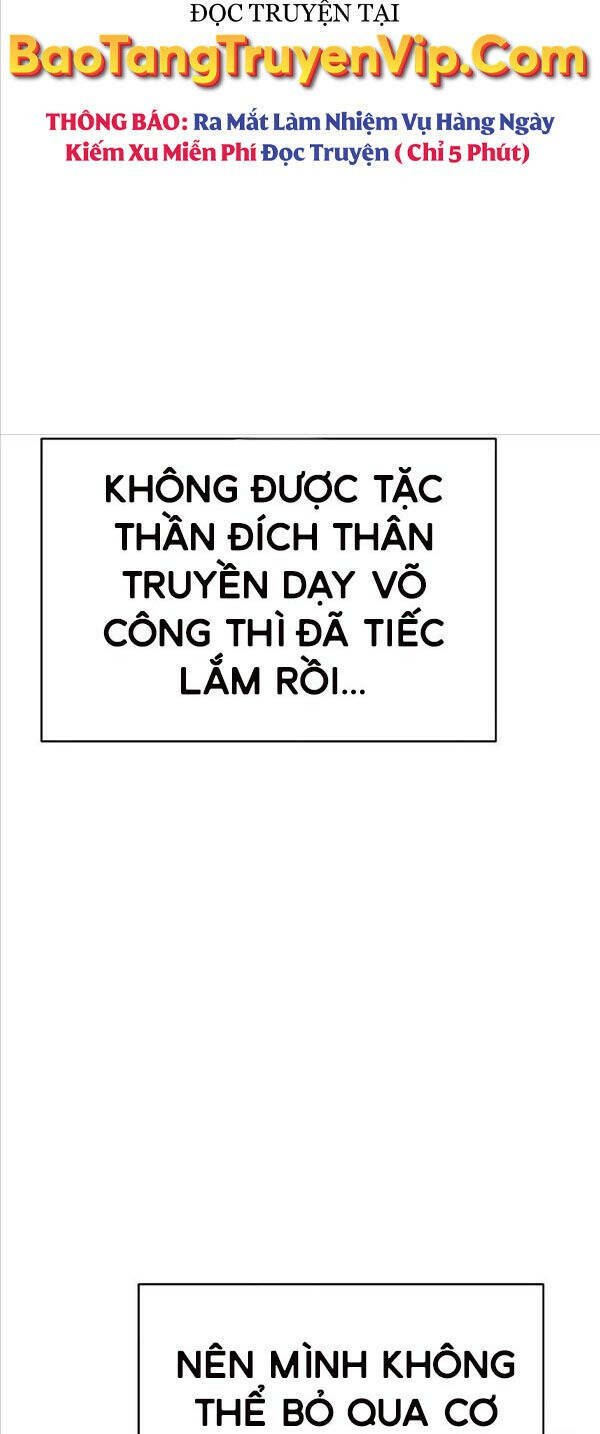 ĐỌC TRUYỆN TẠI
BaoTangTruyenVip.Com
THÔNG BÁO: Ra Mắt Làm Nhiệm Vụ Hàng Ngày
Kiếm Xu Miễn Phí Đọc Truyện ( Chỉ 5 Phút)
KHÔNG ĐƯỢC TẶC
THẦN ĐÍCH THÂN
TRUYỀN DẠY VÕ
CÔNG THÌ ĐÃ TIẾC
LẮM RỒI...
NÊN MÌNH KHÔNG
THỂ BỎ QUA CƠ